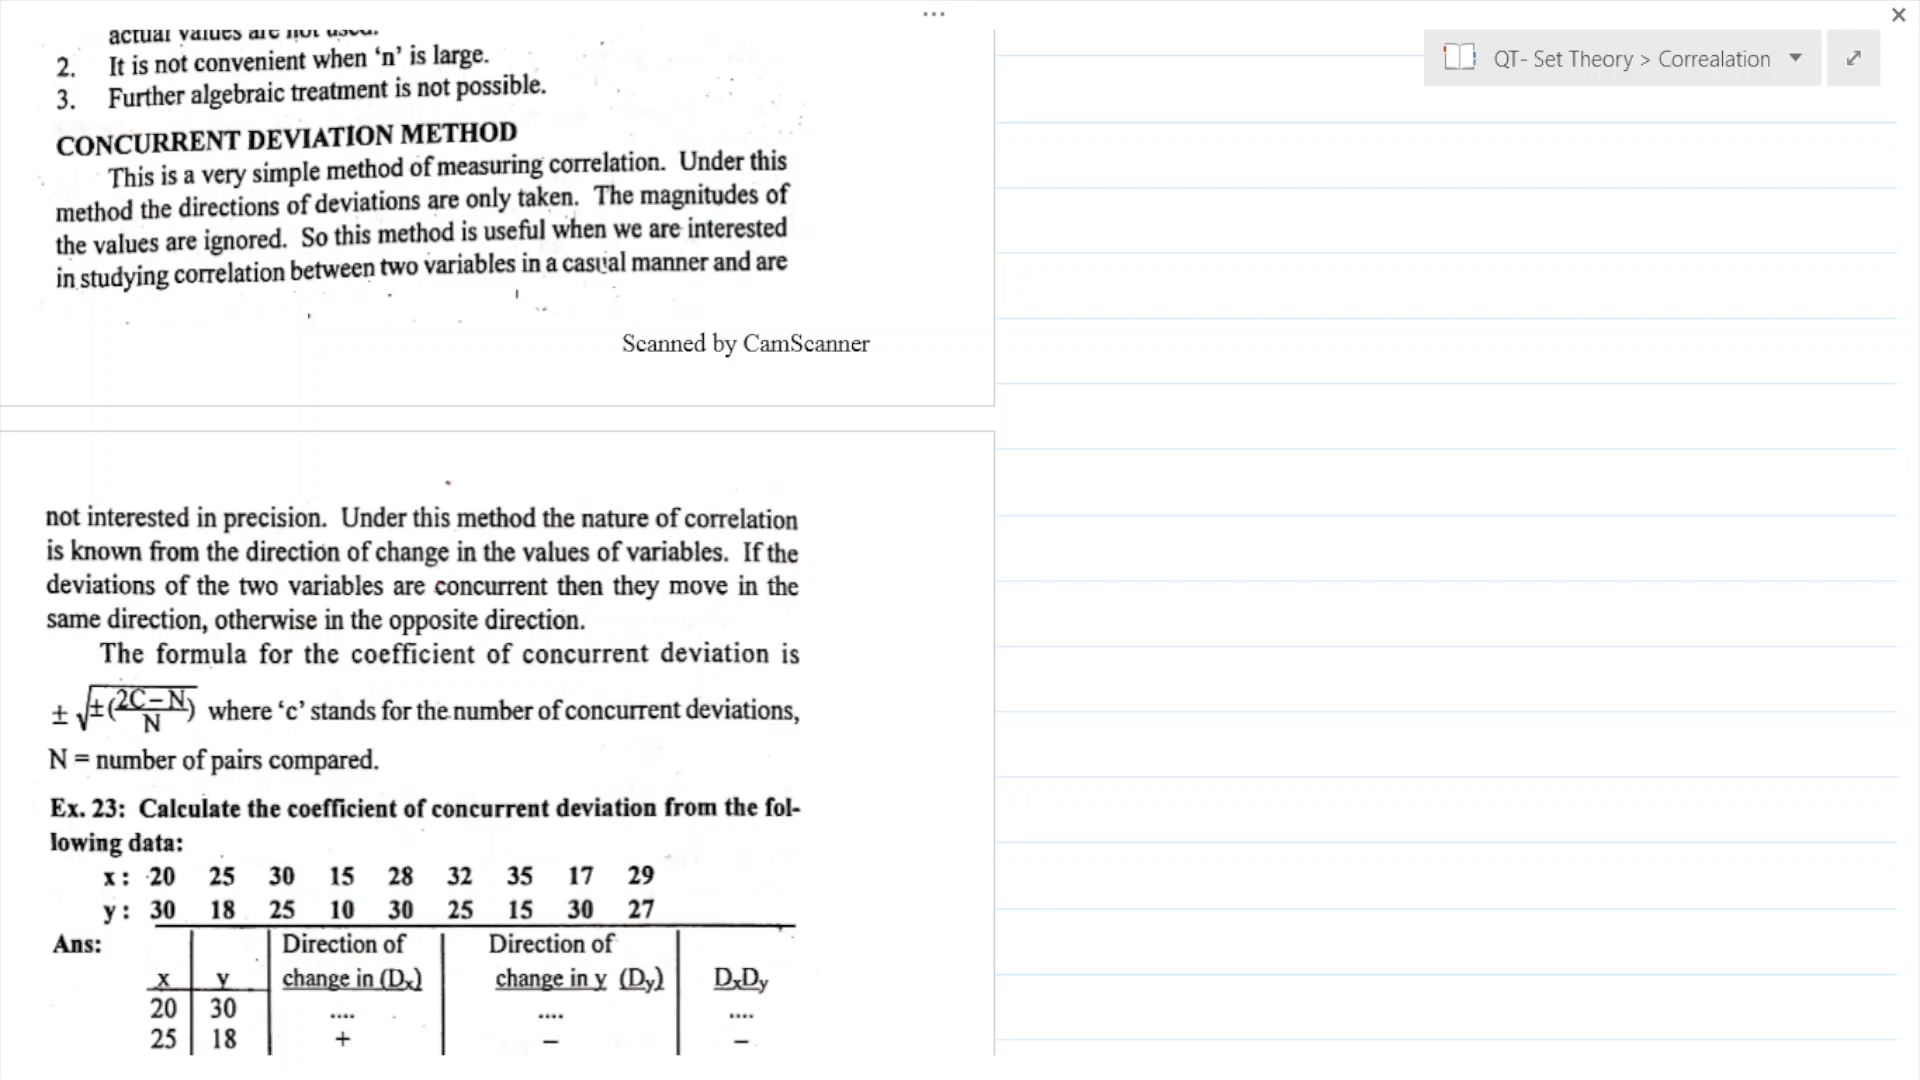 ...
QT- Set Theory > Correalation
actual values are not used.
2. It is not convenient when ‘n’ is large.
3. Further algebraic treatment is not possible.
CONCURRENT DEVIATION METHOD
This is a very simple method of measuring correlation. Under this
method the directions of deviations are only taken. The magnitudes of
the values are ignored. So this method is useful when we are interested
in studying correlation between two variables in a casual manner and are
Scanned by CamScanner
not interested in precision. Under this method the nature of correlation
is known from the direction of change in the values of variables. If the
deviations of the two variables are concurrent then they move in the
same direction, otherwise in the opposite direction.
The formula for the coefficient of concurrent deviation is
± √±(2C – N)/N where ‘c’ stands for the number of concurrent deviations,
N = number of pairs compared.
Ex. 23: Calculate the coefficient of concurrent deviation from the fol-
lowing data:
x: 20 25 30 15 28 32 35 17 29
y: 30 18 25 10 30 25 15 30 27
Ans: Direction of Direction of
x y change in (Dx) change in y (Dy) DxDy
20 30 .... .... ....
25 18 + – –